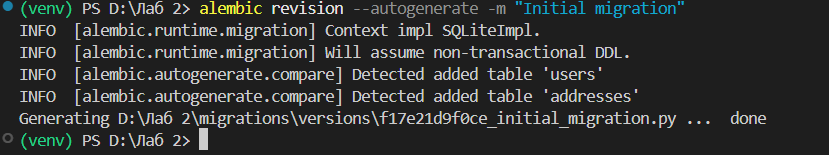 (venv) PS D:\Лаб 2> alembic revision --autogenerate -m "Initial migration"
INFO  [alembic.runtime.migration] Context impl SQLiteImpl.
INFO  [alembic.runtime.migration] Will assume non-transactional DDL.
INFO  [alembic.autogenerate.compare] Detected added table 'users'
INFO  [alembic.autogenerate.compare] Detected added table 'addresses'
Generating D:\Лаб 2\migrations\versions\f17e21d9f0ce_initial_migration.py ...  done
(venv) PS D:\Лаб 2>